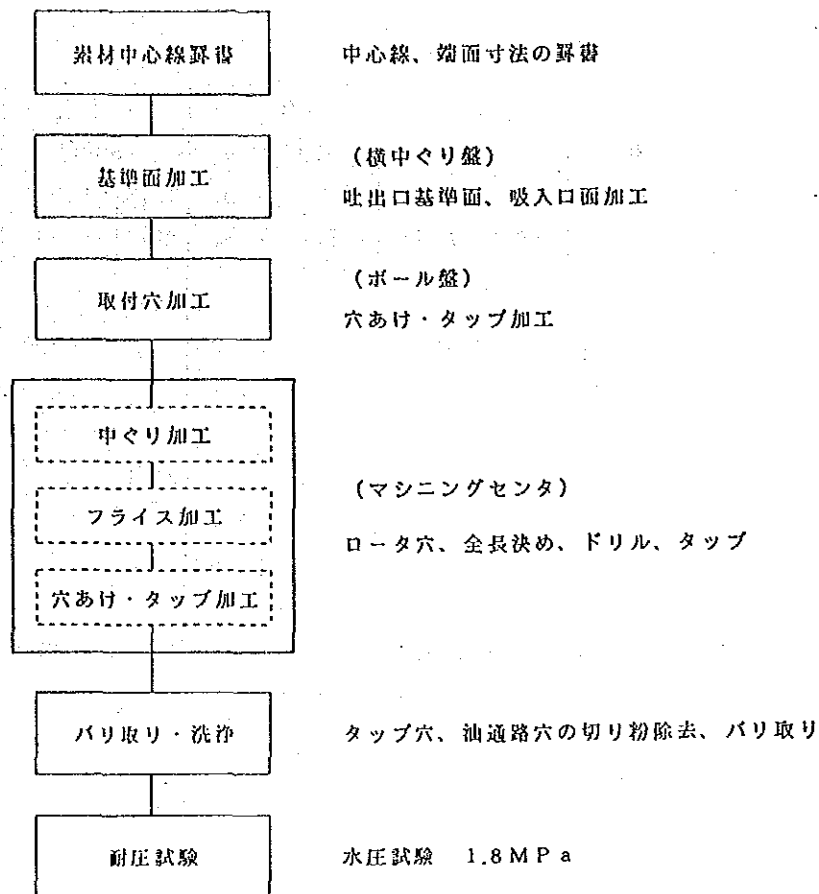 素材中心線罫書
中心線、端面寸法の罫書
基準面加工
(横中ぐり盤)
吐出口基準面、吸入口面加工
取付穴加工
(ボール盤)
穴あけ・タップ加工
中ぐり加工
フライス加工
穴あけ・タップ加工
(マシニングセンタ)
ロータ穴、全長決め、ドリル、タップ
バリ取り・洗浄
タップ穴、油通路穴の切り粉除去、バリ取り
耐圧試験
水圧試験 1.8MPa